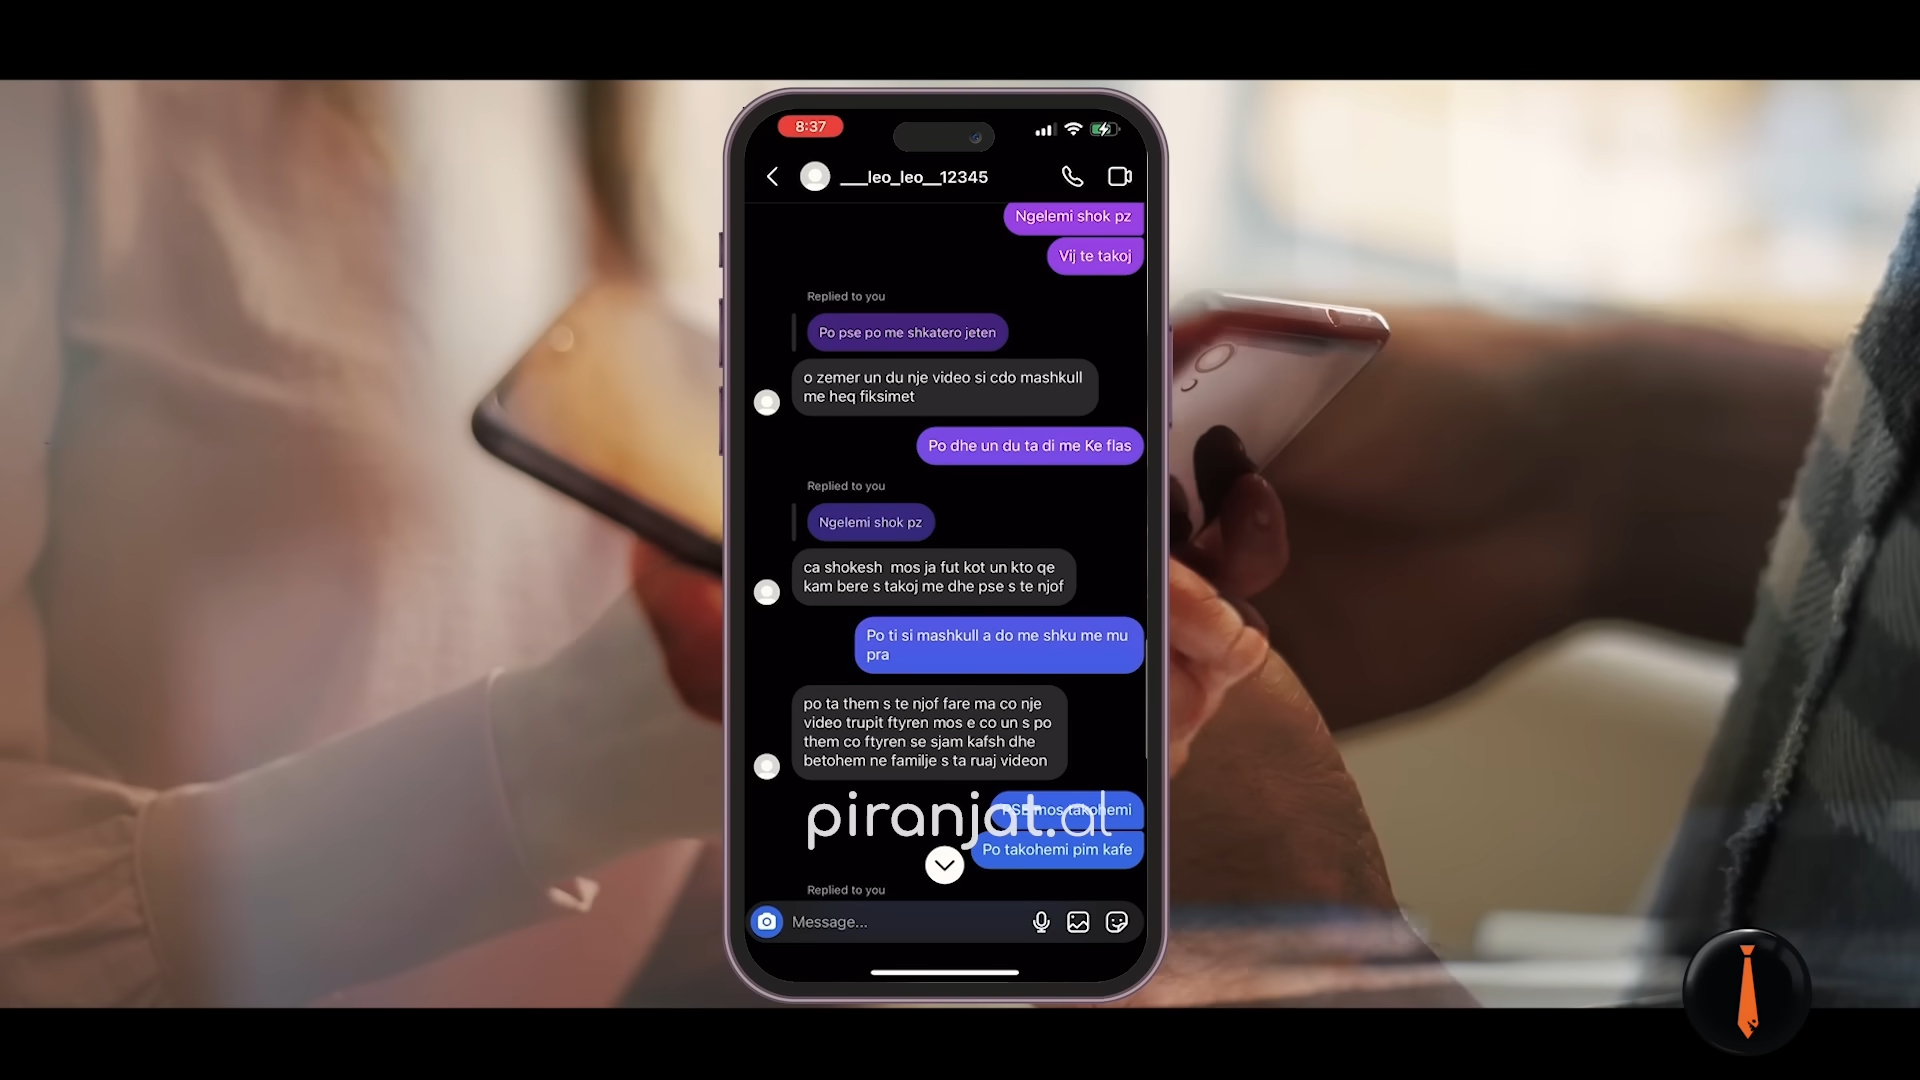 8:37
___leo_leo__12345
Ngelemi shok pz
Vij te takoj
Replied to you
Po pse po me shkatero jeten
o zemer un du nje video si cdo mashkull
me heq fiksimet
Po dhe un du ta di me Ke flas
Replied to you
Ngelemi shok pz
ca shokesh mos ja fut kot un kto qe
kam bere s takoj me dhe pse s te njof
Po ti si mashkull a do me shku me mu
pra
po ta them s te njof fare ma co nje
video trupit ftyren mos e co un s po
them co ftyren se sjam kafsh dhe
betohem ne familje s ta ruaj videon
mos takohemi
piranjat.al
Po takohemi pim kafe
Replied to you
Message...